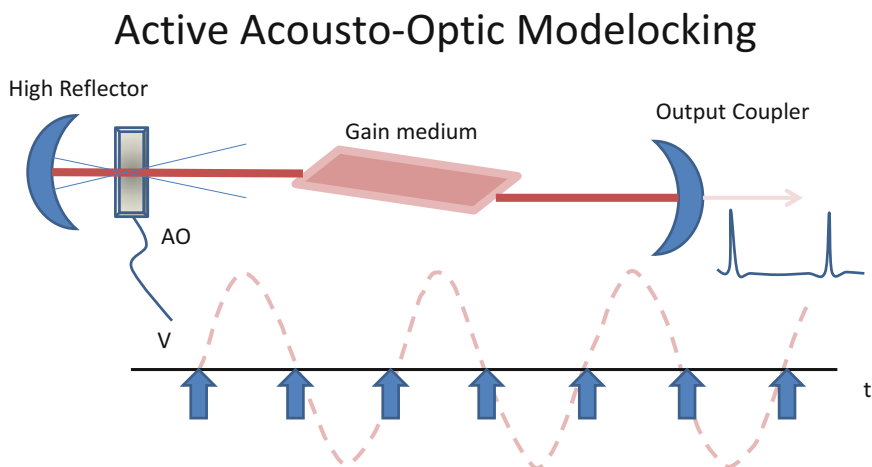 Active Acousto-Optic Modelocking
High Reflector
Gain medium
Output Coupler
AO
V
t